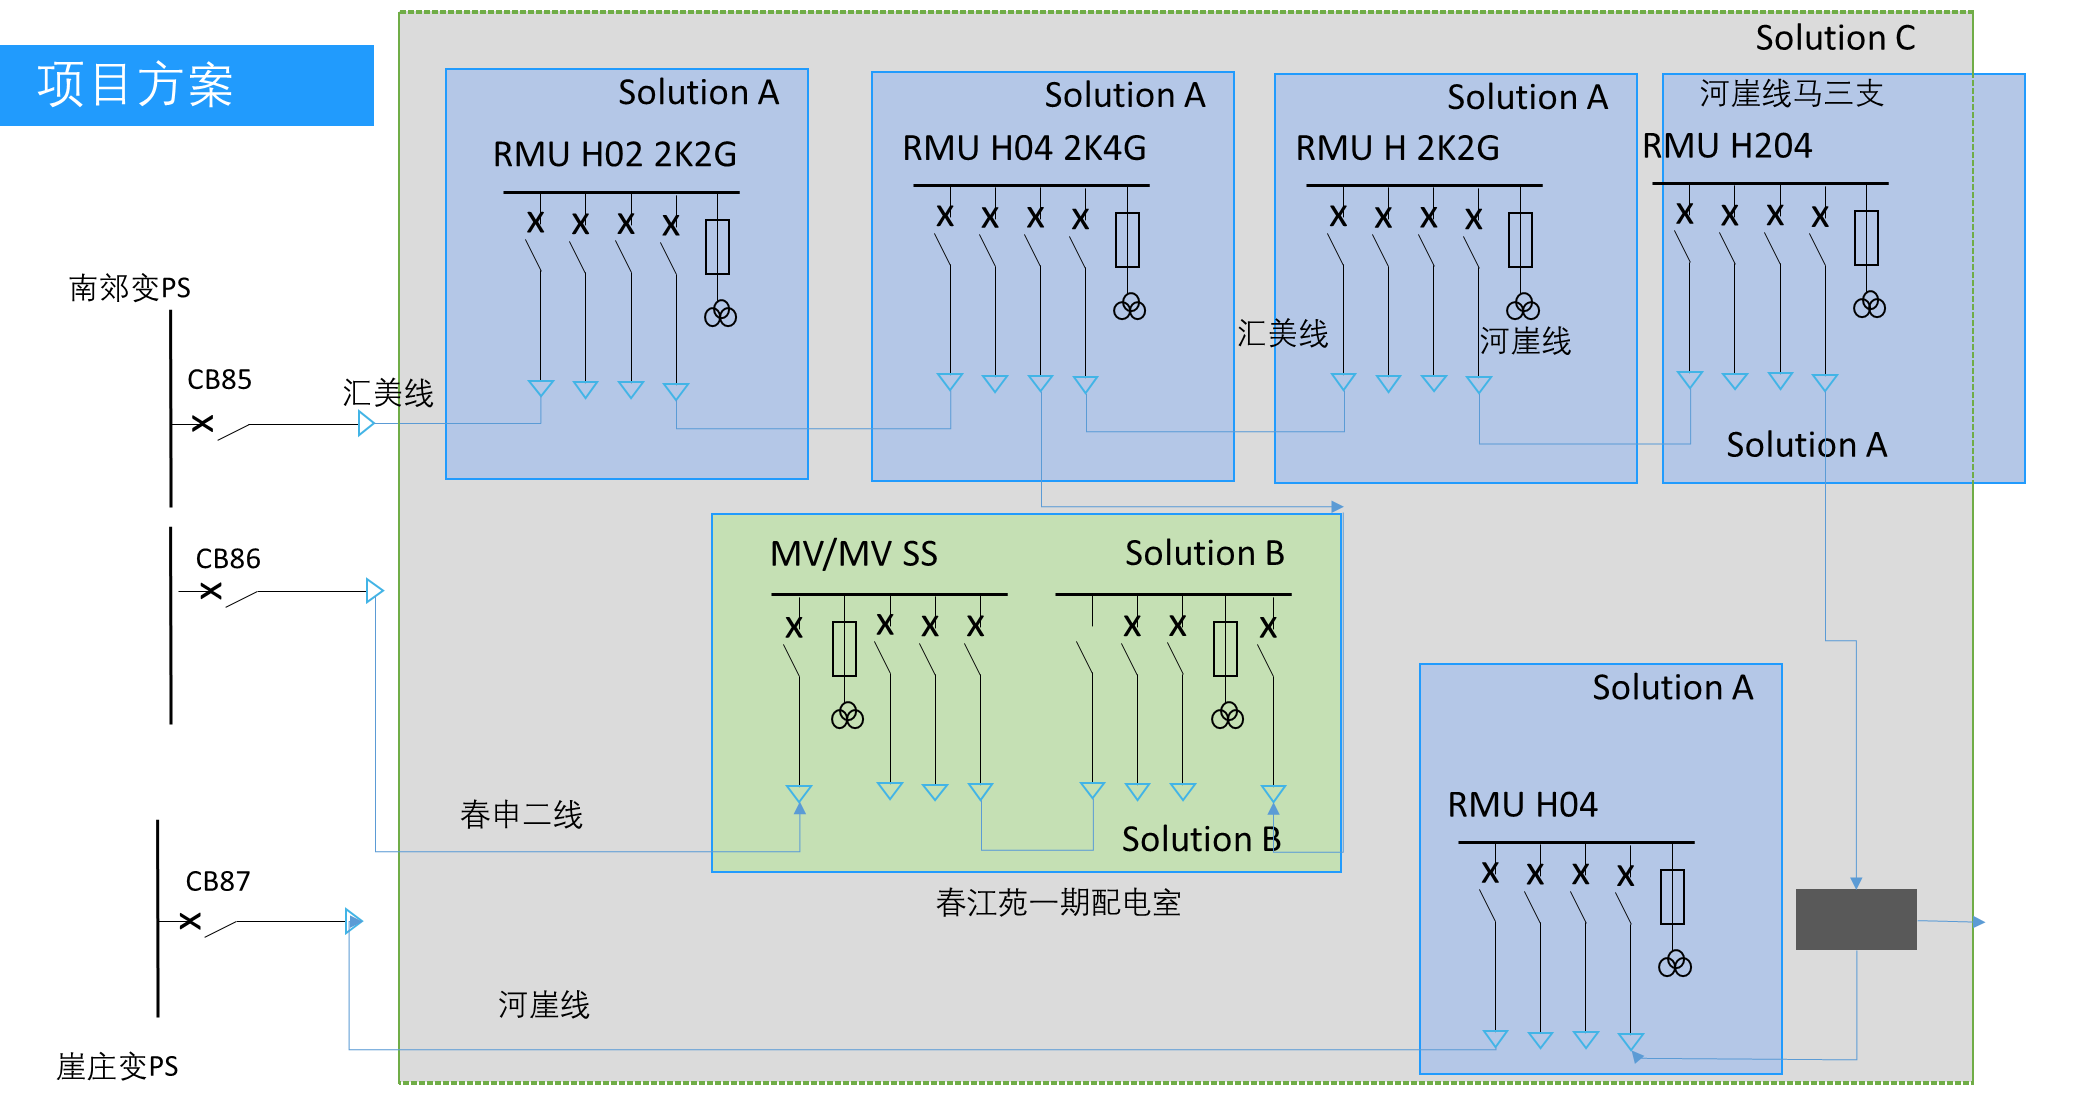 项目方案
Solution C
Solution A
RMU H02 2K2G
Solution A
RMU H04 2K4G
Solution A
RMU H 2K2G
河崖线马三支
RMU H204
Solution A
南郊变PS
CB85
汇美线
汇美线
河崖线
CB86
MV/MV SS
Solution B
Solution B
春江苑一期配电室
春申二线
Solution A
RMU H04
CB87
河崖线
崖庄变PS